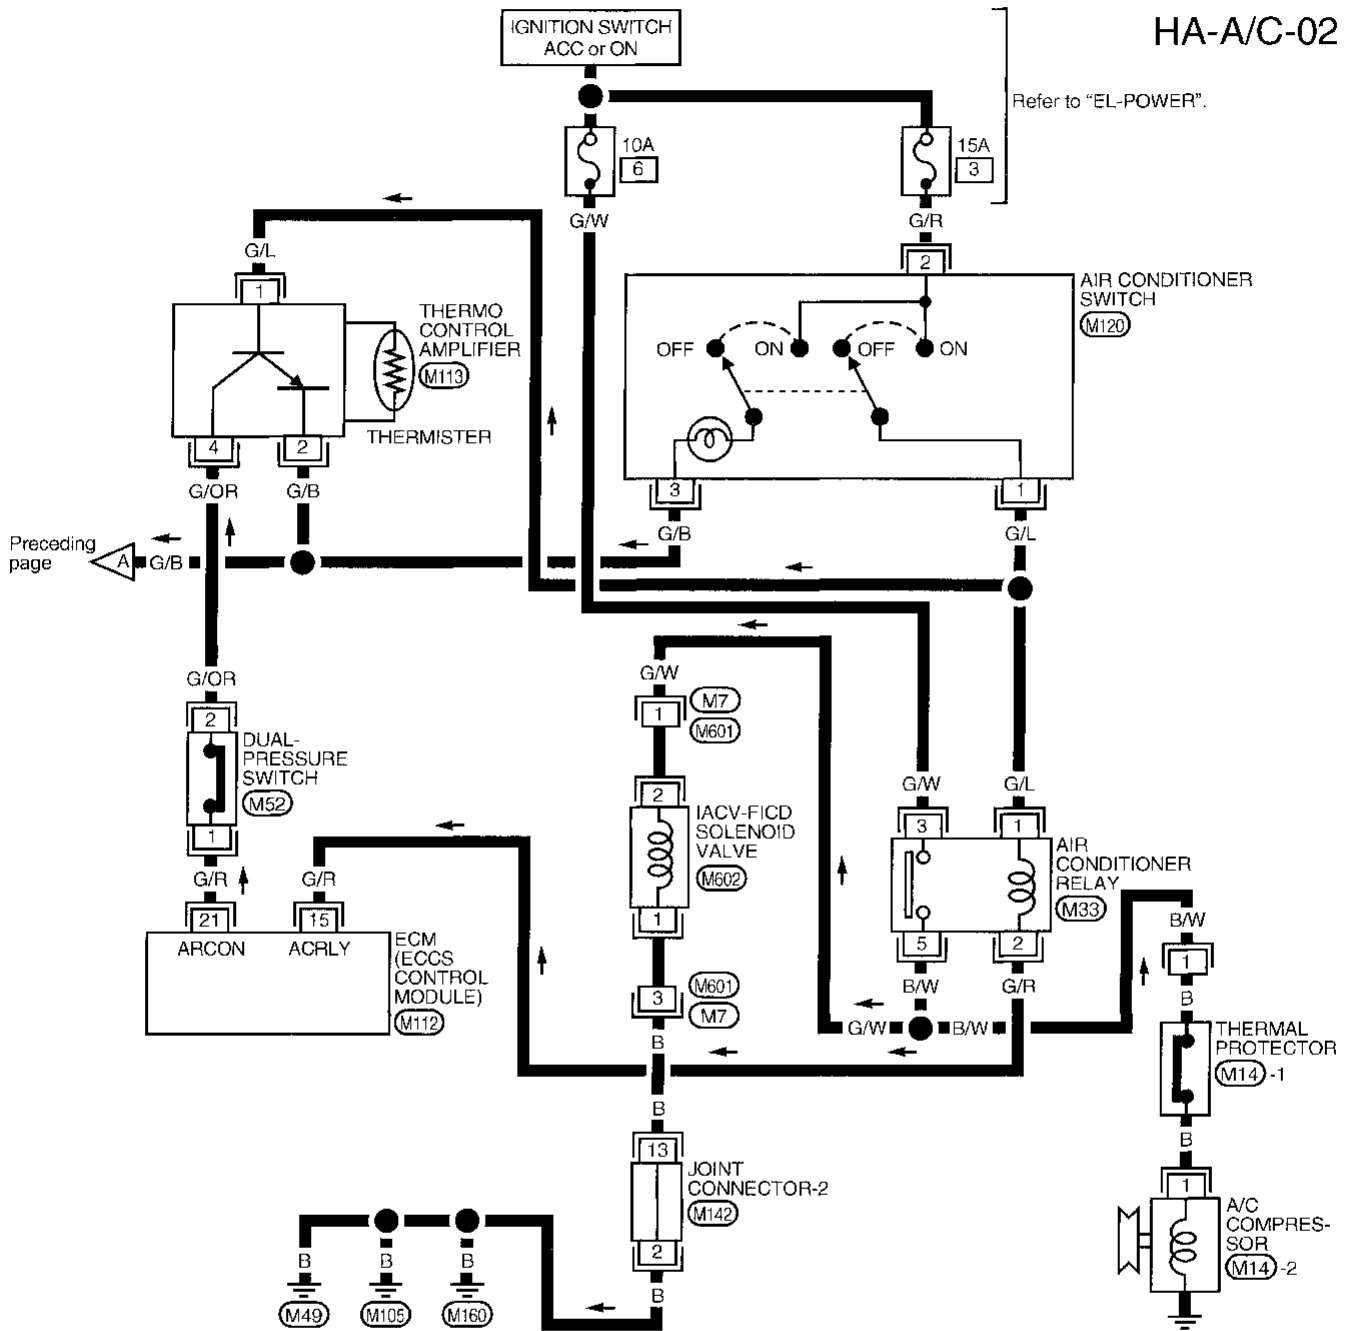 HA-A/C-02
IGNITION SWITCH
ACC or ON
Refer to "EL-POWER".
10A
6
15A
3
G/W
G/R
G/L
1
2
AIR CONDITIONER
SWITCH
M120
THERMO
CONTROL
AMPLIFIER
M113
THERMISTER
OFF
ON
OFF
ON
4
2
3
1
G/OR
G/B
G/B
G/L
Preceding
page
A
G/B
G/OR
G/W
M7
1
M601
2
DUAL-
PRESSURE
SWITCH
M52
1
G/W
G/L
2
IACV-FICD
SOLENOID
VALVE
M602
1
3
1
AIR
CONDITIONER
RELAY
M33
5
2
G/R
G/R
21
15
ARCON
ACRLY
ECM
(ECCS
CONTROL
MODULE)
M112
B/W
1
B
M601
3
M7
B
B/W
G/R
G/W
B/W
THERMAL
PROTECTOR
M14 -1
B
B
13
JOINT
CONNECTOR-2
M142
2
B
1
A/C
COMPRES-
SOR
M14 -2
B
B
B
M49
M105
M160